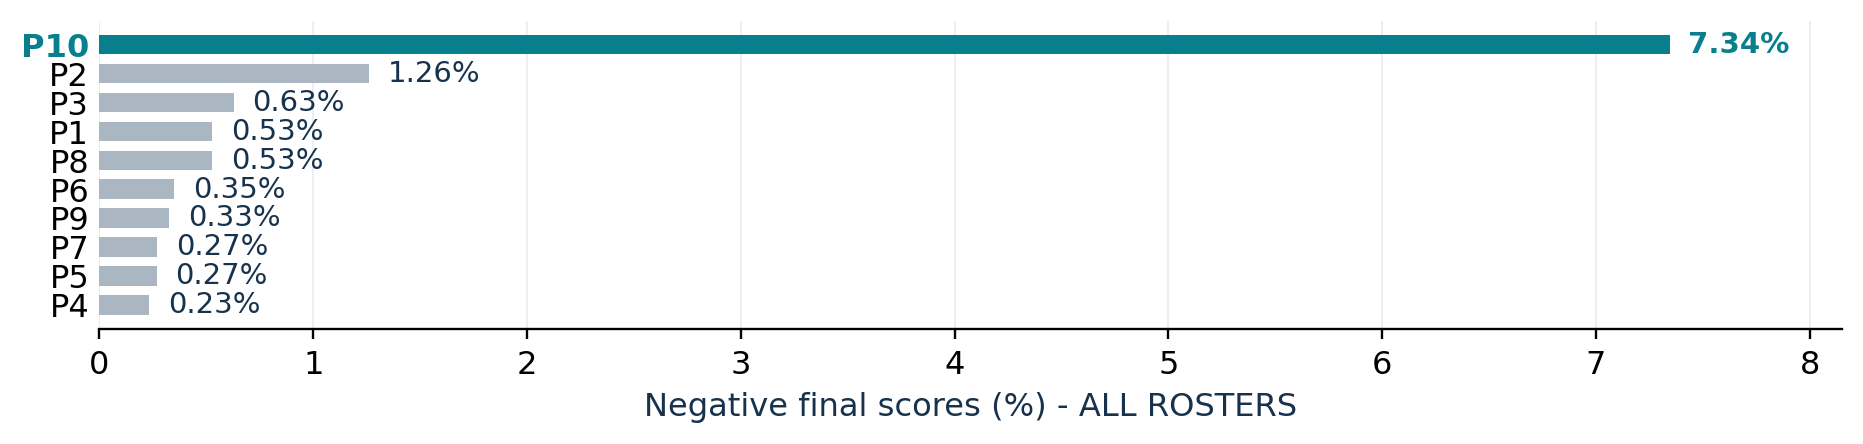 P10 7.34%
P2 1.26%
P3 0.63%
P1 0.53%
P8 0.53%
P6 0.35%
P9 0.33%
P7 0.27%
P5 0.27%
P4 0.23%
0 1 2 3 4 5 6 7 8
Negative final scores (%) - ALL ROSTERS